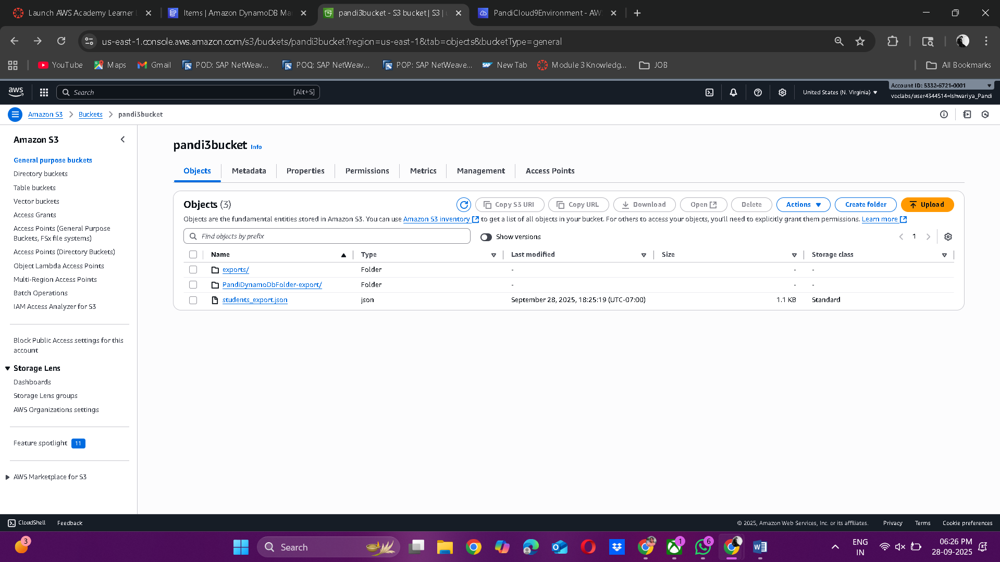 Launch AWS Academy Learner
Items | Amazon DynamoDB Ma
pandi3bucket - S3 bucket | S3 | u
PandiCloud9Environment - AW
us-east-1.console.aws.amazon.com/s3/buckets/pandi3bucket?region=us-east-1&tab=objects&bucketType=general
YouTube
Maps
Gmail
POD: SAP NetWeav...
POQ: SAP NetWeav...
POP: SAP NetWeave...
SAP
New Tab
Module 3 Knowledg...
JOB
All Bookmarks
aws
Search
[Alt+S]
United States (N. Virginia)
Account ID: 5332-6721-0001
voclabs/user4344514=Ishwariya_Pandi
Amazon S3
Buckets
pandi3bucket
Amazon S3
General purpose buckets
Directory buckets
Table buckets
Vector buckets
Access Grants
Access Points (General Purpose
Buckets, FSx file systems)
Access Points (Directory Buckets)
Object Lambda Access Points
Multi-Region Access Points
Batch Operations
IAM Access Analyzer for S3
Block Public Access settings for this
account
Storage Lens
Dashboards
Storage Lens groups
AWS Organizations settings
Feature spotlight 11
AWS Marketplace for S3
pandi3bucket Info
Objects
Metadata
Properties
Permissions
Metrics
Management
Access Points
Objects (3)
Copy S3 URI
Copy URL
Download
Open
Delete
Actions
Create folder
Upload
Objects are the fundamental entities stored in Amazon S3. You can use Amazon S3 inventory to get a list of all objects in your bucket. For others to access your objects, you'll need to explicitly grant them permissions. Learn more
Find objects by prefix
Show versions
1
Name Type Last modified Size Storage class
exports/ Folder - - -
PandiDynamoDbFolder-export/ Folder - - -
students_export.json json September 28, 2025, 18:25:19 (UTC-07:00) 1.1 KB Standard
CloudShell
Feedback
© 2025, Amazon Web Services, Inc. or its affiliates.
Privacy
Terms
Cookie preferences
3
Search
1
6
ENG
IN
06:26 PM
28-09-2025